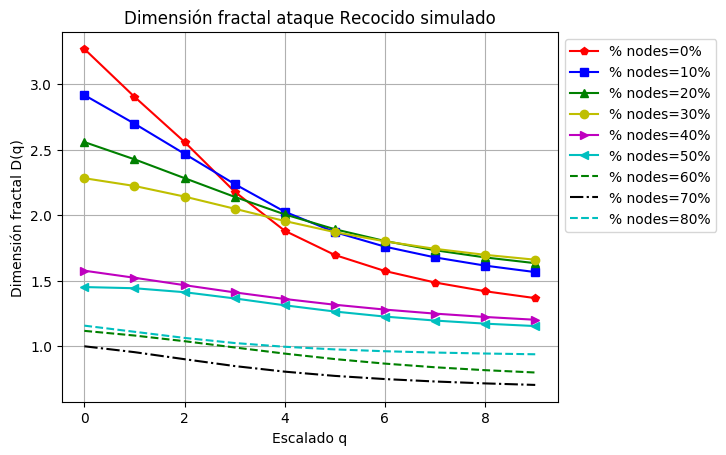 Dimensión fractal ataque Recocido simulado
Dimensión fractal D(q)
3.0
2.5
2.0
1.5
1.0
0 2 4 6 8
Escalado q
% nodes=0%
% nodes=10%
% nodes=20%
% nodes=30%
% nodes=40%
% nodes=50%
% nodes=60%
% nodes=70%
% nodes=80%